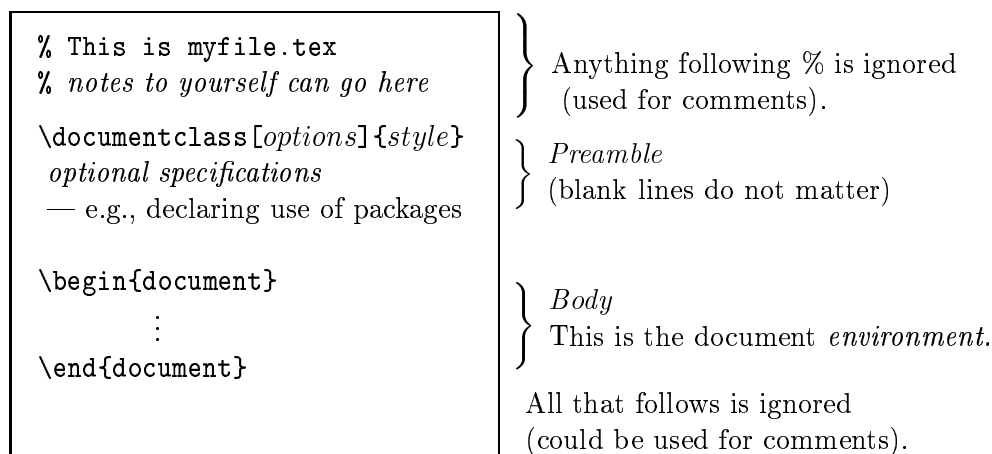 % This is myfile.tex
% notes to yourself can go here
Anything following % is ignored
(used for comments).
\documentclass[options]{style}
optional specifications
— e.g., declaring use of packages
Preamble
(blank lines do not matter)
\begin{document}
⋮
\end{document}
Body
This is the document environment.
All that follows is ignored
(could be used for comments).